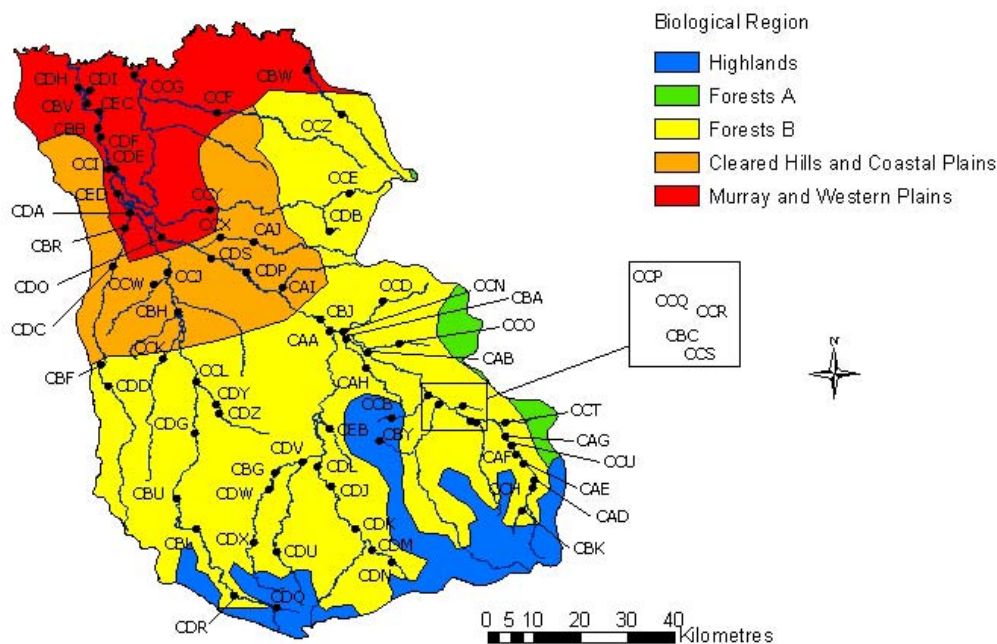 Biological Region
Highlands
Forests A
Forests B
Cleared Hills and Coastal Plains
Murray and Western Plains
CDH
CDI
CCG
CBW
CBV
CEC
CCF
CCZ
CBB
CDF
CCI
CDE
CCE
CED
CCY
CDB
CDA
CBR
CCX
CAJ
CDS
CDO
CDP
CCW
CCJ
CAI
CCD
CCN
CBA
CDC
CBH
CBJ
CCO
CAA
CAB
CCK
CBF
CDD
CCL
CAH
CCP
CCQ
CCR
CBC
CCS
N
CDY
CDZ
CCB
CCT
CDG
CEB
CBY
CAG
CAF
CCU
CDV
CDL
CBG
CCH
CAE
CDW
CDJ
CBU
CAD
CBL
CDX
CDK
CBK
CDU
CDM
CDN
CDR
CDQ
0 5 10 20 30 40
Kilometres